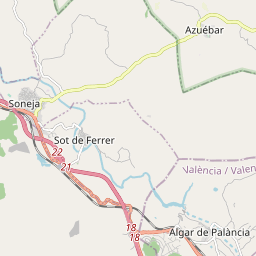 Azuébar
Soneja
Sot de Ferrer
22
21
València / Valen
18
18
Algar de Palància